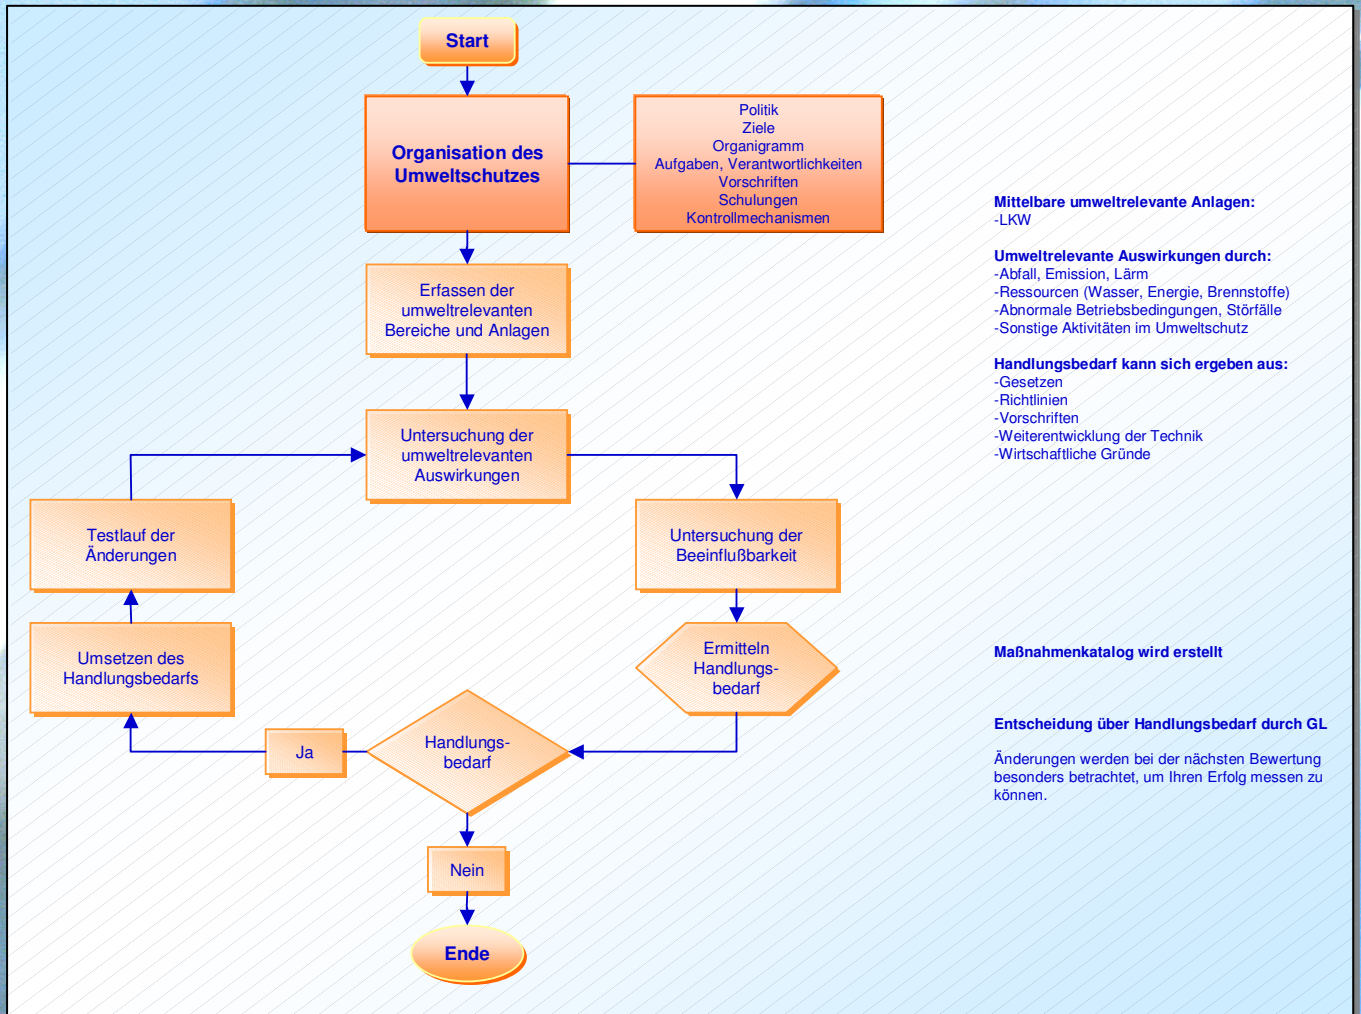 Start
Organisation des
Umweltschutzes
Politik
Ziele
Organigramm
Aufgaben, Verantwortlichkeiten
Vorschriften
Schulungen
Kontrollmechanismen
Erfassen der
umweltrelevanten
Bereiche und Anlagen
Untersuchung der
umweltrelevanten
Auswirkungen
Untersuchung der
Beeinflußbarkeit
Ermitteln
Handlungs-
bedarf
Handlungs-
bedarf
Ja
Umsetzen des
Handlungsbedarfs
Testlauf der
Änderungen
Nein
Ende
Mittelbare umweltrelevante Anlagen:
-LKW
Umweltrelevante Auswirkungen durch:
-Abfall, Emission, Lärm
-Ressourcen (Wasser, Energie, Brennstoffe)
-Abnormale Betriebsbedingungen, Störfälle
-Sonstige Aktivitäten im Umweltschutz
Handlungsbedarf kann sich ergeben aus:
-Gesetzen
-Richtlinien
-Vorschriften
-Weiterentwicklung der Technik
-Wirtschaftliche Gründe
Maßnahmenkatalog wird erstellt
Entscheidung über Handlungsbedarf durch GL
Änderungen werden bei der nächsten Bewertung
besonders betrachtet, um Ihren Erfolg messen zu
können.